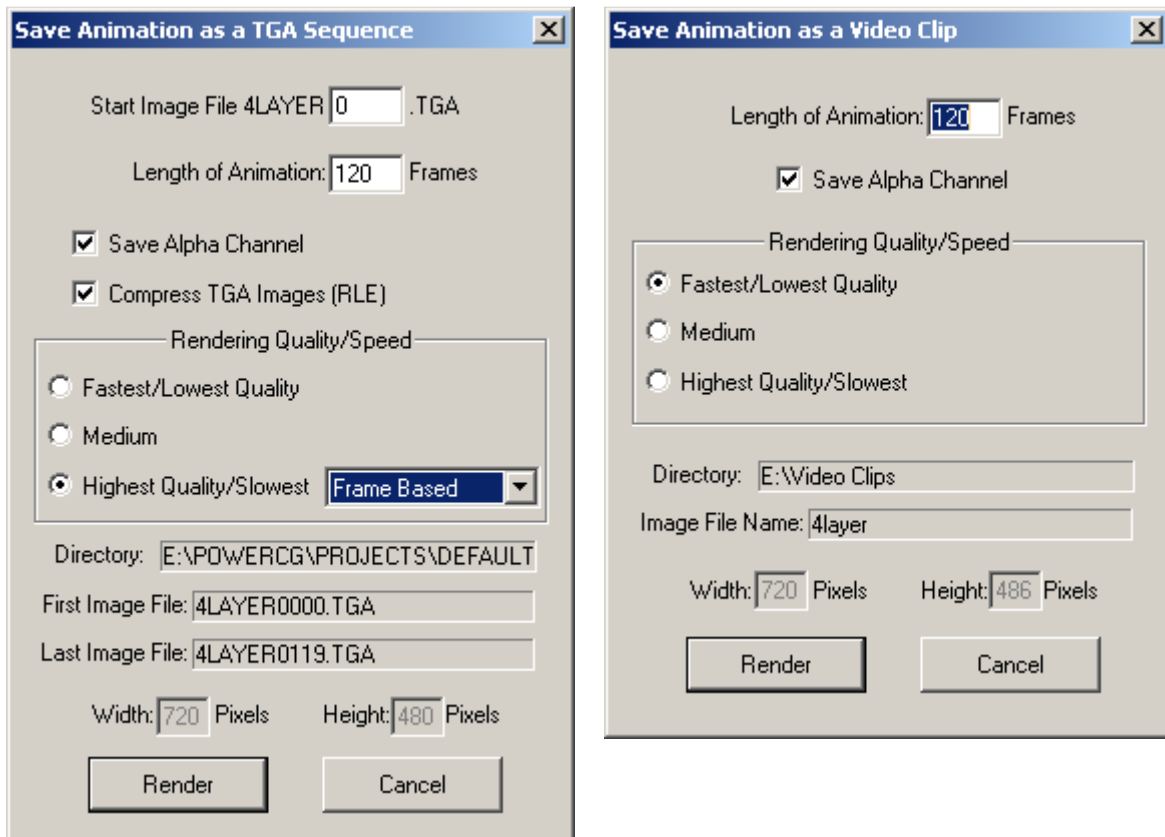 Save Animation as a TGA Sequence
Start Image File 4LAYER 0 .TGA
Length of Animation: 120 Frames
Save Alpha Channel
Compress TGA Images (RLE)
Rendering Quality/Speed
Fastest/Lowest Quality
Medium
Highest Quality/Slowest Frame Based
Directory: E:\POWERCG\PROJECTS\DEFAULT
First Image File: 4LAYER0000.TGA
Last Image File: 4LAYER0119.TGA
Width: 720 Pixels Height: 480 Pixels
Render Cancel
Save Animation as a Video Clip
Length of Animation: 120 Frames
Save Alpha Channel
Rendering Quality/Speed
Fastest/Lowest Quality
Medium
Highest Quality/Slowest
Directory: E:\Video Clips
Image File Name: 4layer
Width: 720 Pixels Height: 486 Pixels
Render Cancel